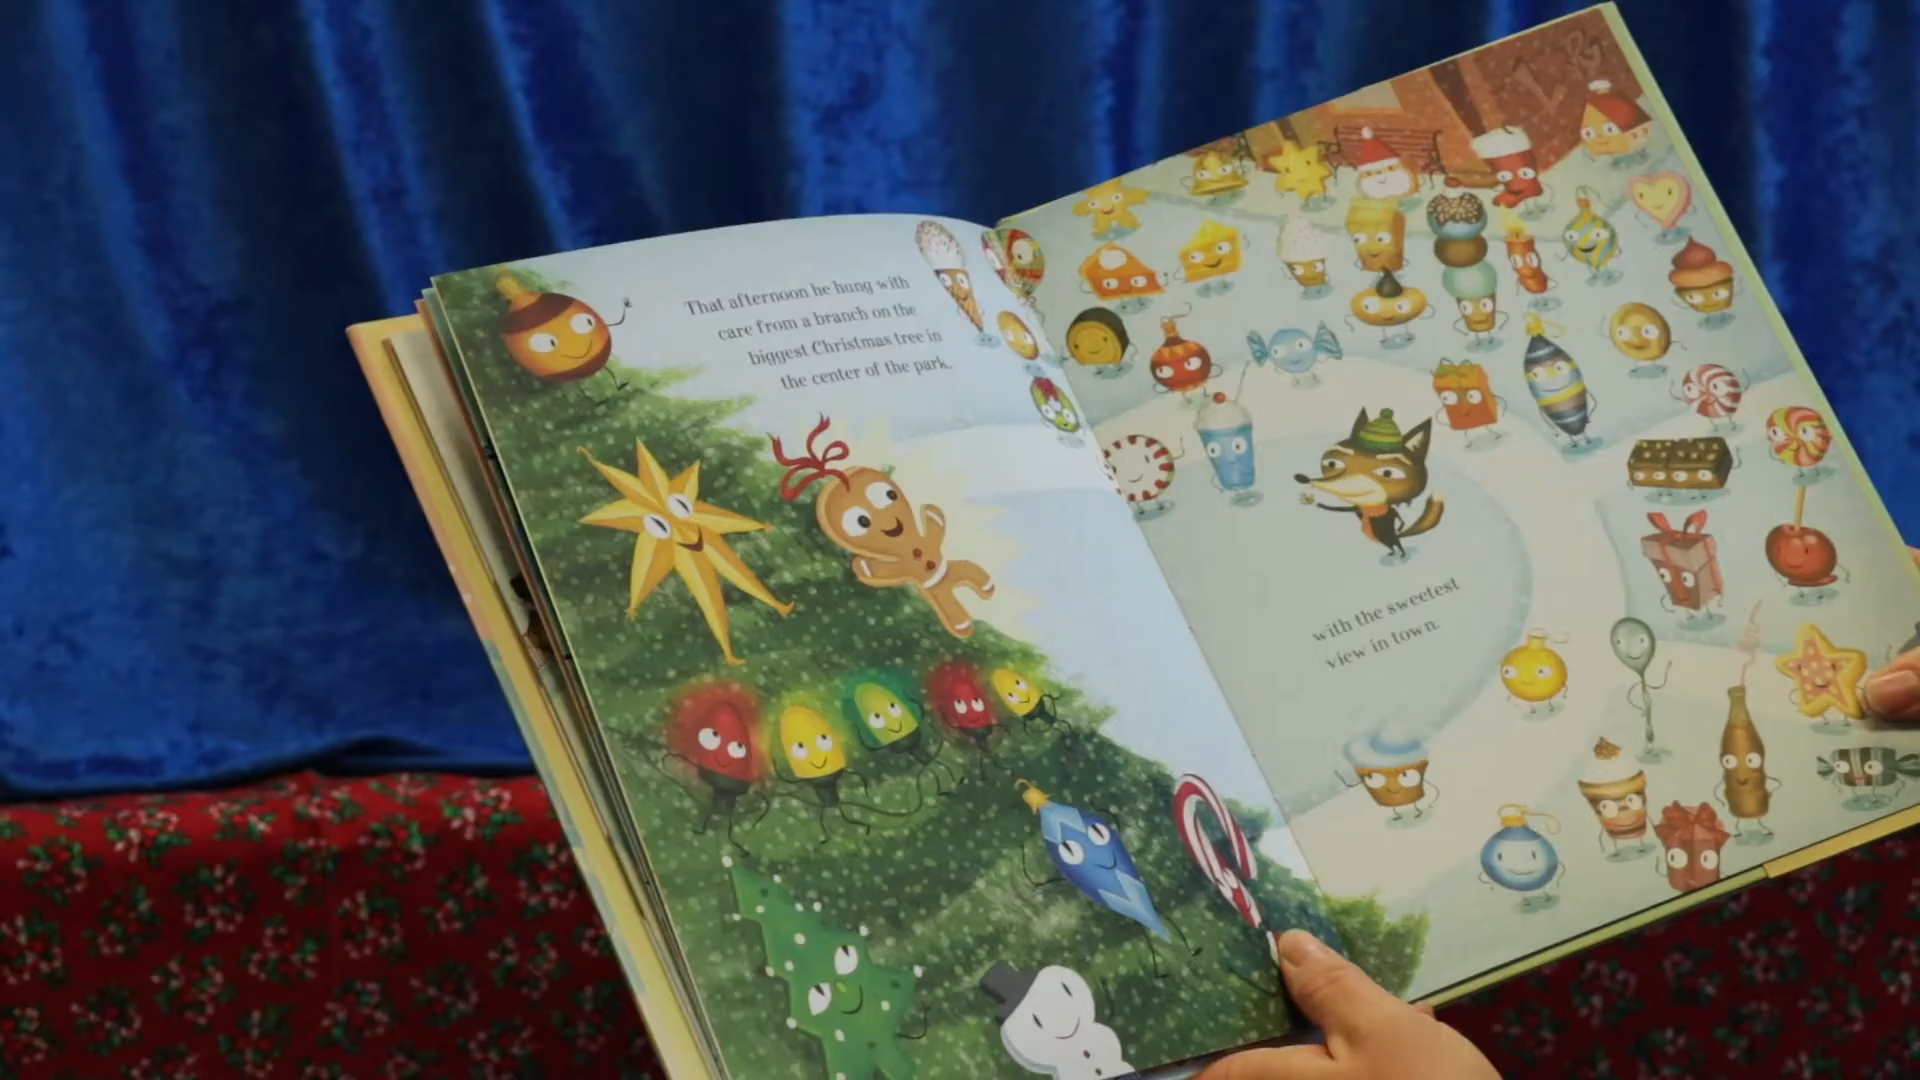 That afternoon he hung with
care from a branch on the
biggest Christmas tree in
the center of the park,
with the sweetest
view in town.